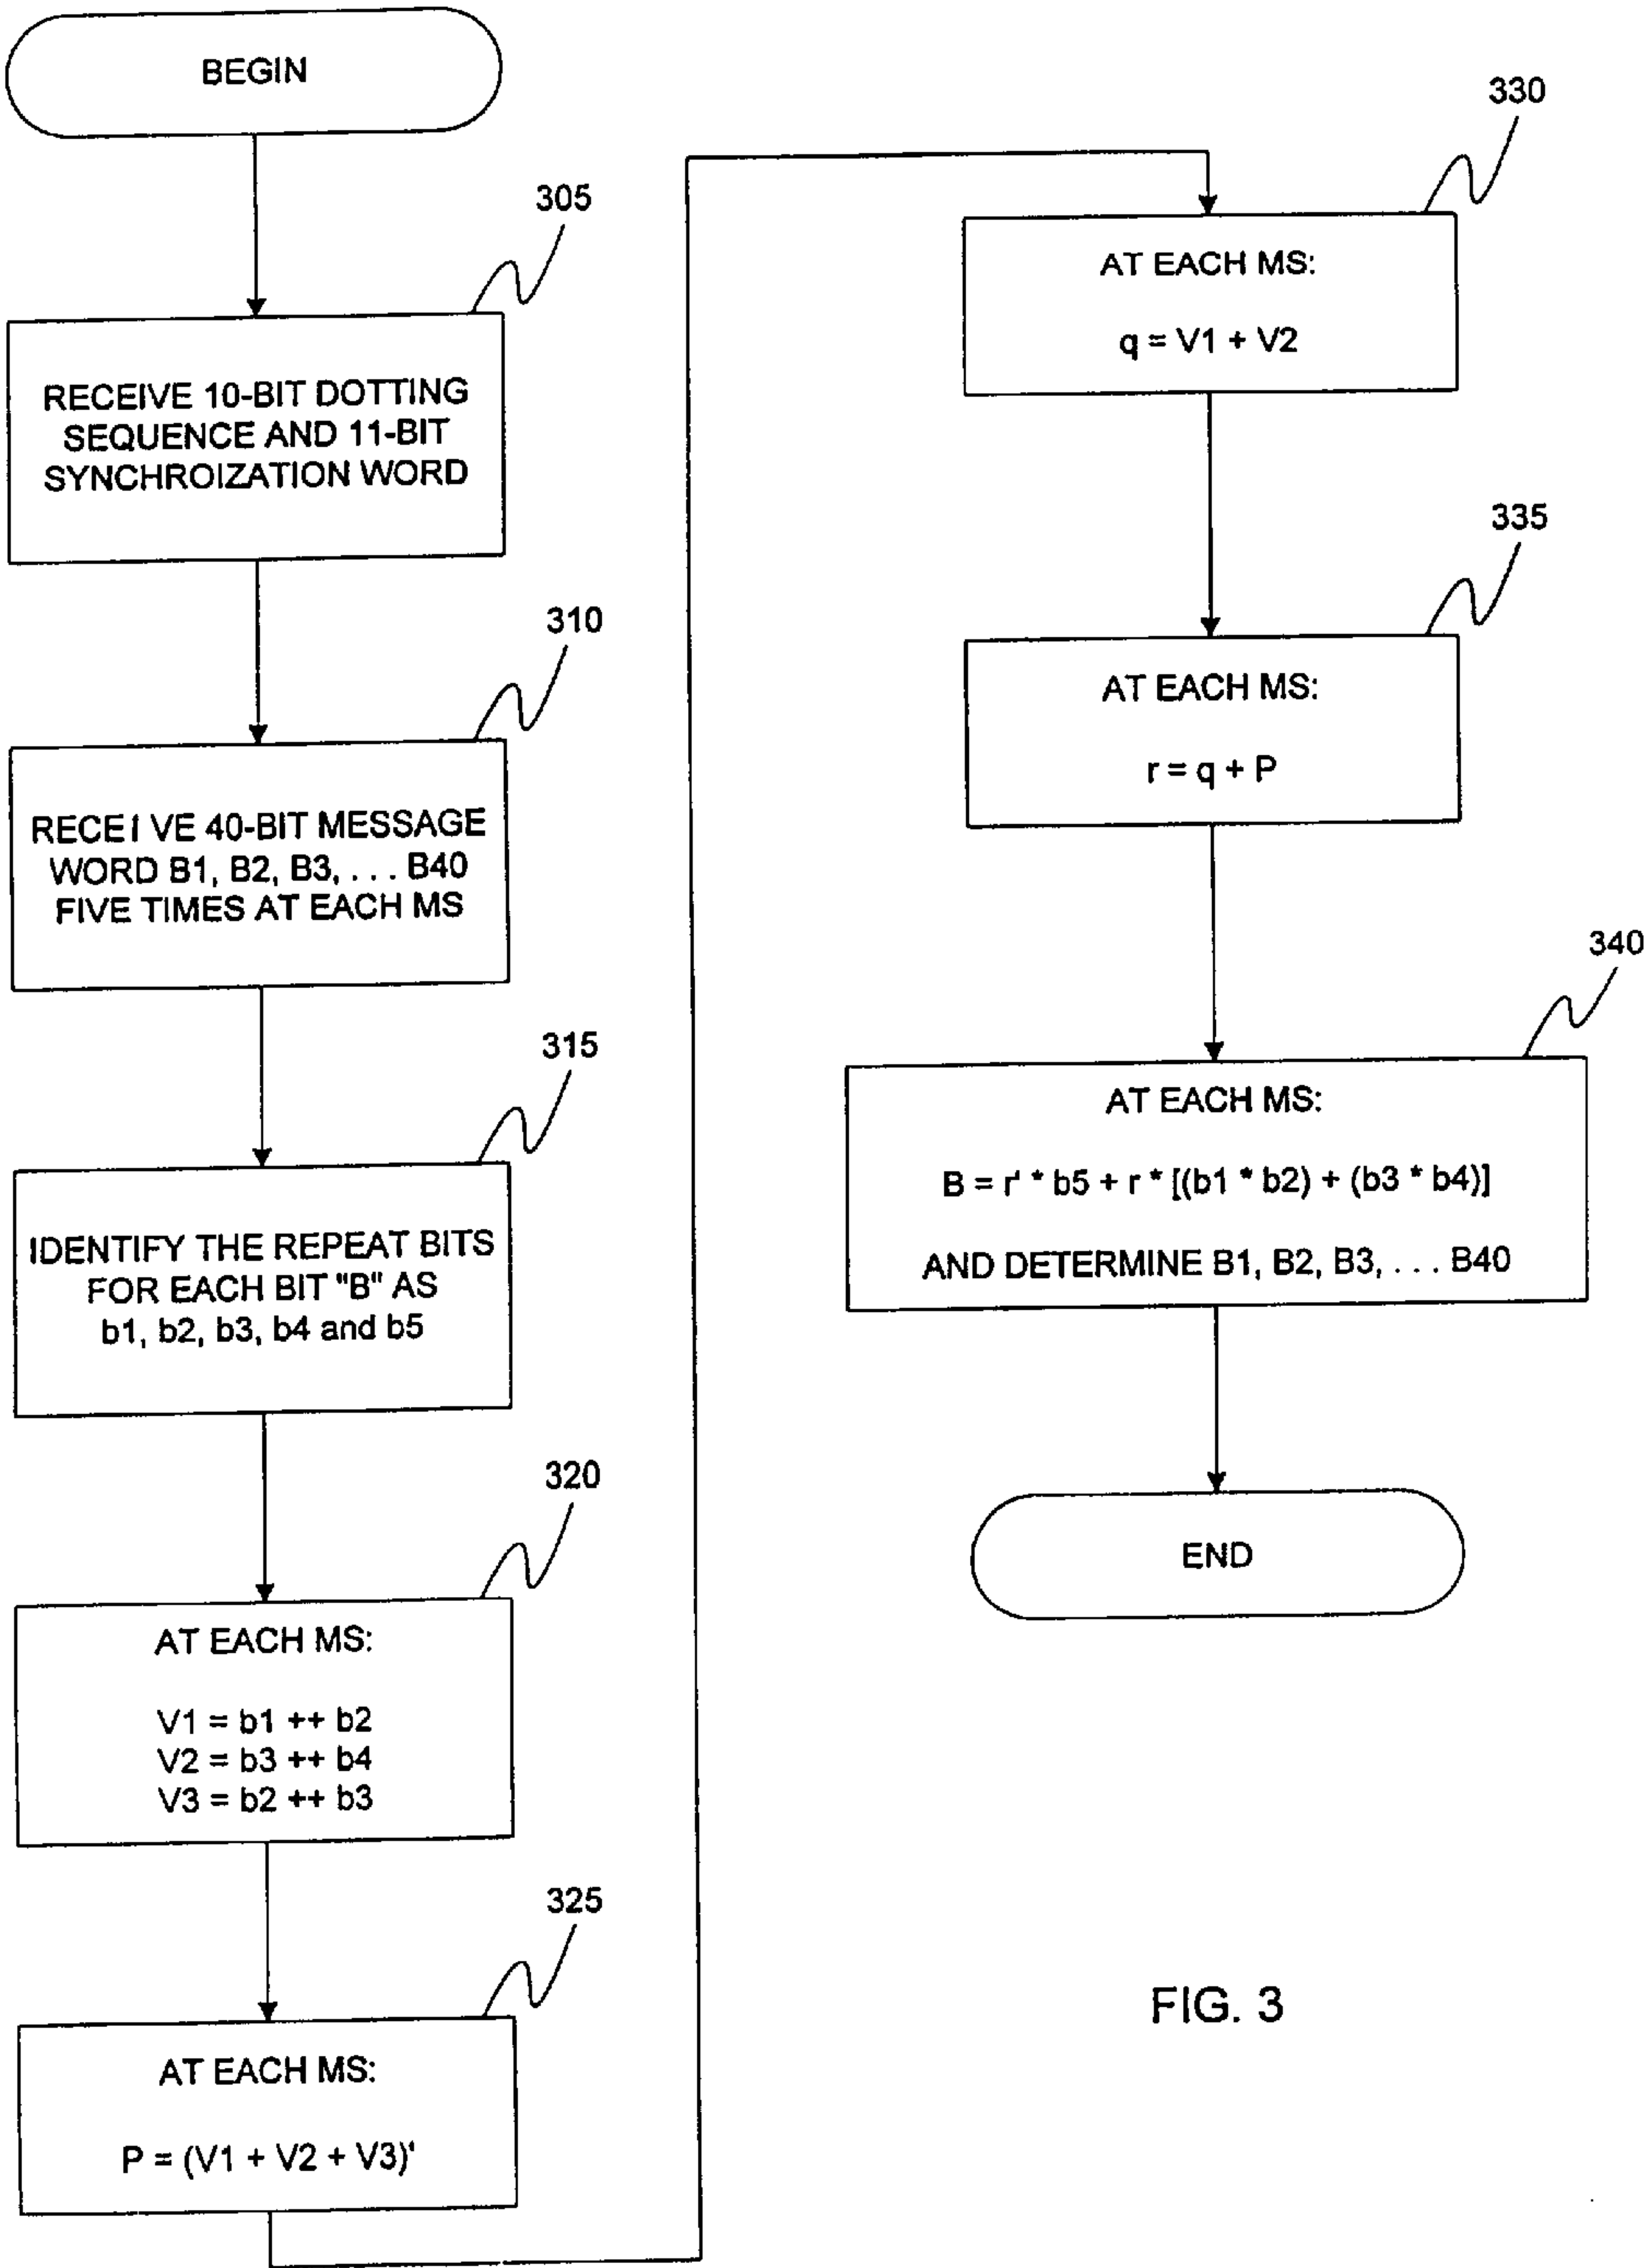 BEGIN
305
RECEIVE 10-BIT DOTTING
SEQUENCE AND 11-BIT
SYNCHROIZATION WORD
310
RECEIVE 40-BIT MESSAGE
WORD B1, B2, B3, . . . B40
FIVE TIMES AT EACH MS
315
IDENTIFY THE REPEAT BITS
FOR EACH BIT "B" AS
b1, b2, b3, b4 and b5
320
AT EACH MS:
V1 = b1 ++ b2
V2 = b3 ++ b4
V3 = b2 ++ b3
325
AT EACH MS:
P = (V1 + V2 + V3)'
330
AT EACH MS:
q = V1 + V2
335
AT EACH MS:
r = q + P
340
AT EACH MS:
B = r' * b5 + r * [(b1 * b2) + (b3 * b4)]
AND DETERMINE B1, B2, B3, . . . B40
END
FIG. 3